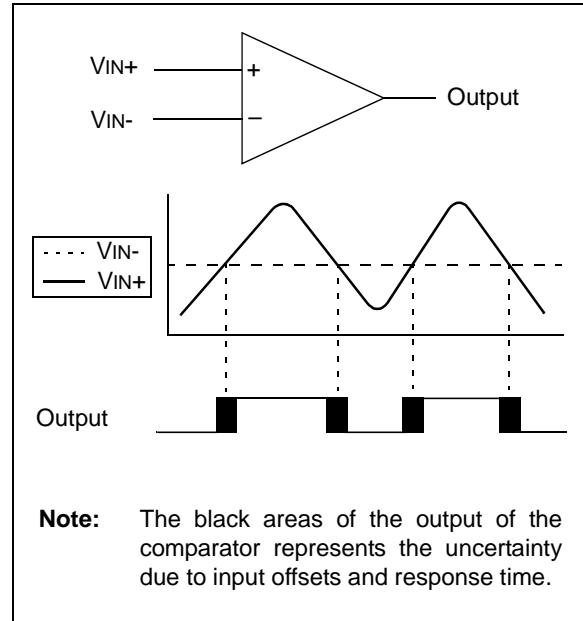 VIN+
+
Output
VIN-
–
VIN-
VIN+
Output
Note: The black areas of the output of the
comparator represents the uncertainty
due to input offsets and response time.